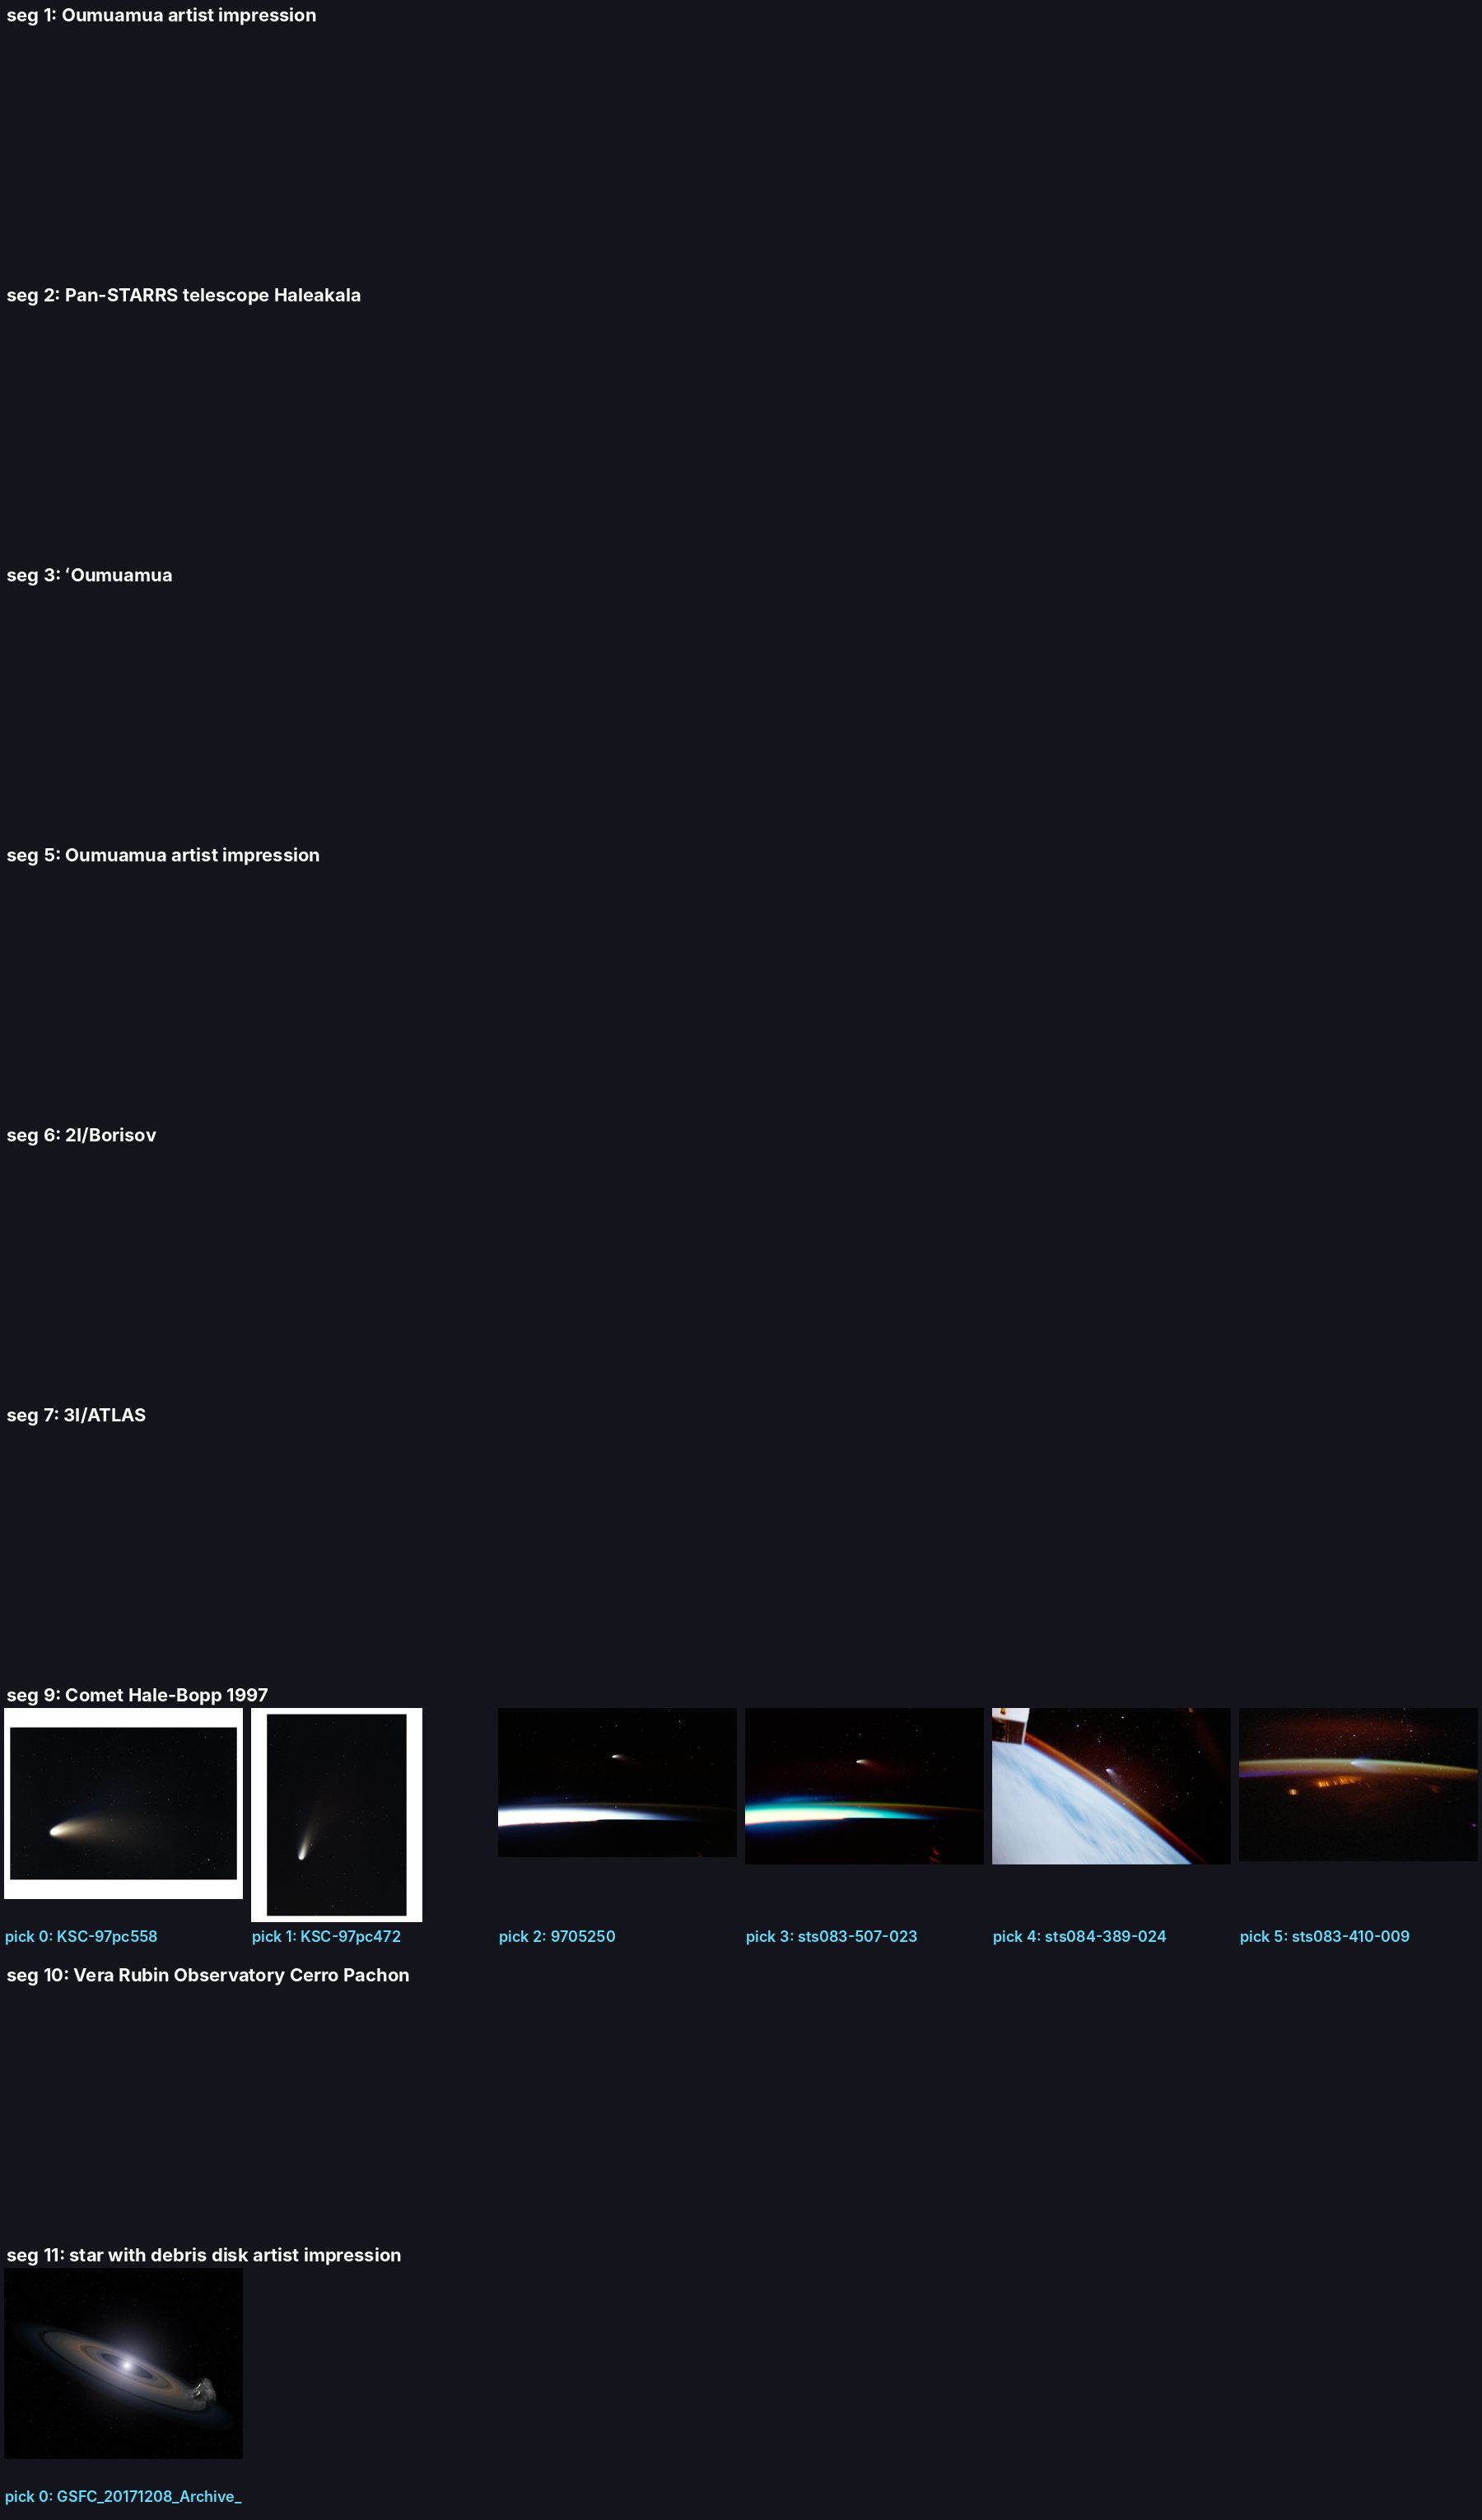 seg 1: Oumuamua artist impression
seg 2: Pan-STARRS telescope Haleakala
seg 3: ʻOumuamua
seg 5: Oumuamua artist impression
seg 6: 2I/Borisov
seg 7: 3I/ATLAS
seg 9: Comet Hale-Bopp 1997
pick 0: KSC-97pc558 pick 1: KSC-97pc472 pick 2: 9705250 pick 3: sts083-507-023 pick 4: sts084-389-024 pick 5: sts083-410-009
seg 10: Vera Rubin Observatory Cerro Pachon
seg 11: star with debris disk artist impression
pick 0: GSFC_20171208_Archive_